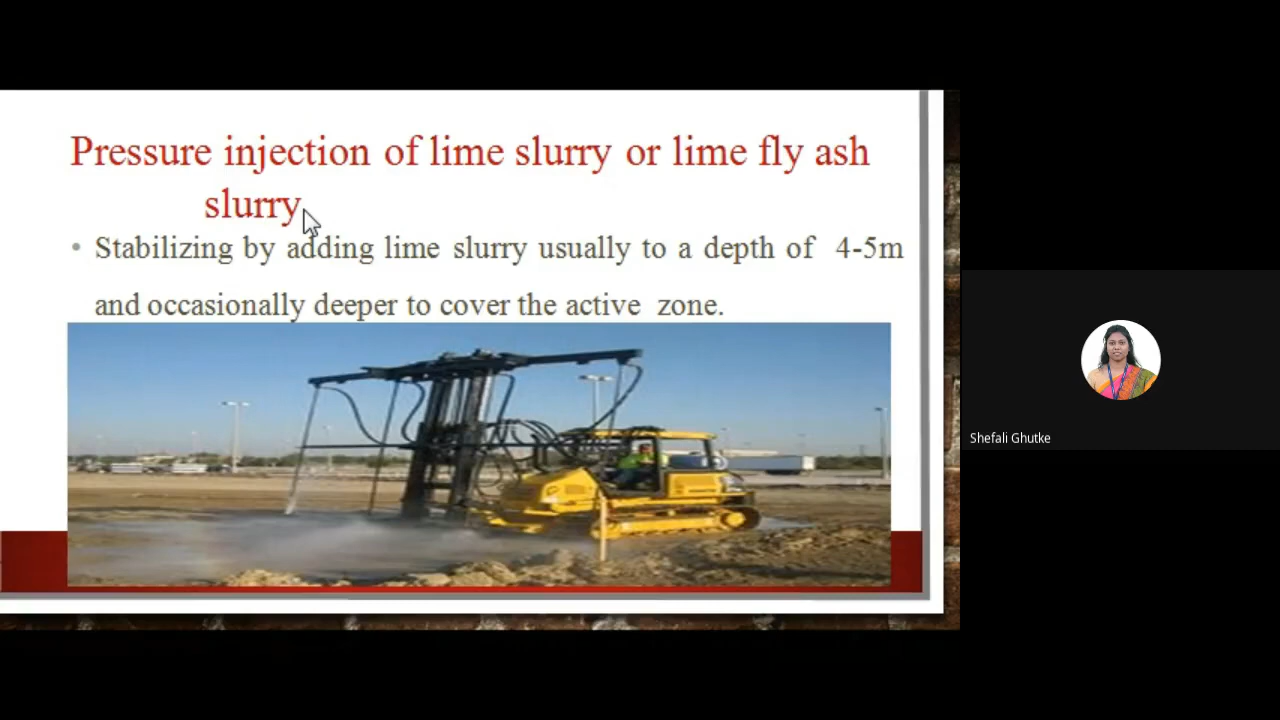 Pressure injection of lime slurry or lime fly ash
slurry
• Stabilizing by adding lime slurry usually to a depth of 4-5m
and occasionally deeper to cover the active zone.
Shefali Ghutke